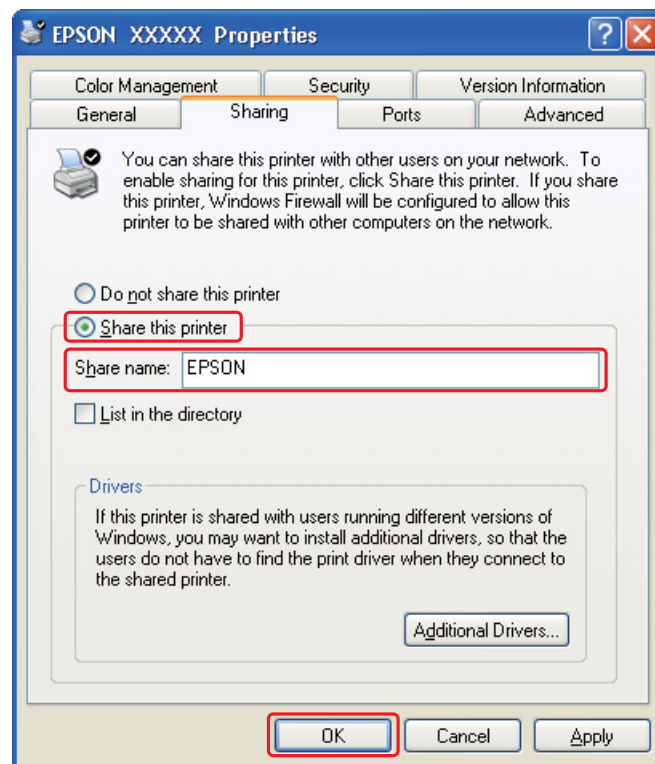 EPSON XXXXX Properties
Color Management Security Version Information
General Sharing Ports Advanced
You can share this printer with other users on your network. To
enable sharing for this printer, click Share this printer. If you share
this printer, Windows Firewall will be configured to allow this
printer to be shared with other computers on the network.
Do not share this printer
Share this printer
Share name: EPSON
List in the directory
Drivers
If this printer is shared with users running different versions of
Windows, you may want to install additional drivers, so that the
users do not have to find the print driver when they connect to
the shared printer.
Additional Drivers...
OK Cancel Apply